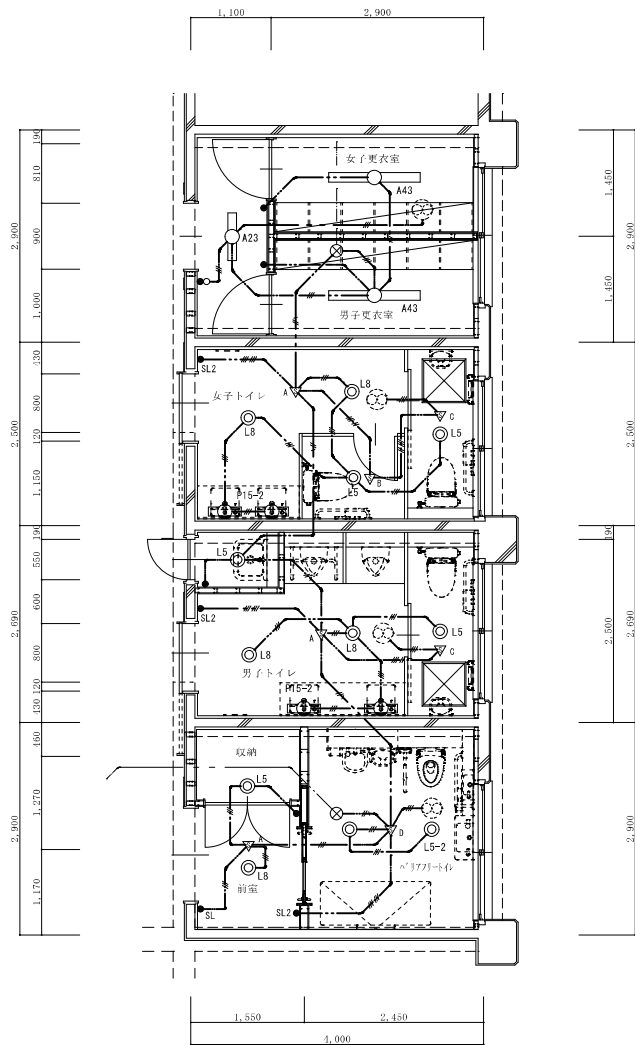 1,100
2,900
190
810
900
1,000
2,900
女子更衣室
A43
A23
A43
男子更衣室
1,450
1,450
2,900
430
800
120
1,150
2,500
SL2
女子トイレ
A
L8
C
L8
L5
B
L5
P15-2
2,500
190
550
600
800
120
430
2,690
L5
SL2
A
L8
L5
C
L8
男子トイレ
P15-2
190
2,500
2,690
460
1,270
1,170
2,900
収納
L5
A
L8
前室
SL
SL2
D
L5-2
バリアフリートイレ
2,900
1,550
2,450
4,000